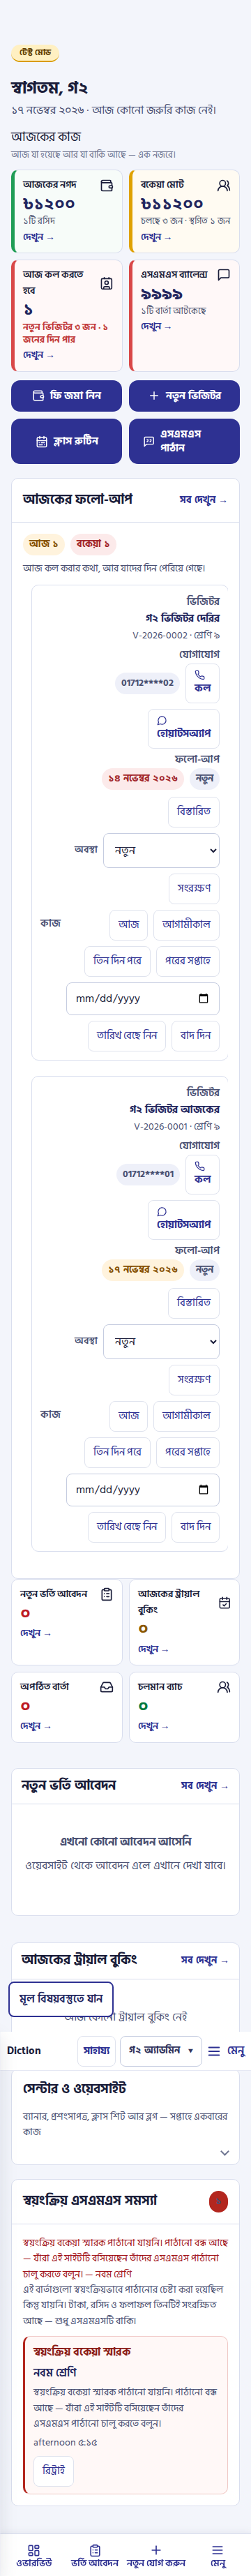 টেস্ট মোড
স্বাগতম, গ২
১৭ নভেম্বর ২০২৬ · আজ কোনো জরুরি কাজ নেই।
আজকের কাজ
আজ যা হয়েছে আর যা বাকি আছে — এক নজরে।
আজকের নগদ
৳১২০০
১টি রসিদ
দেখুন →
বকেয়া মোট
৳১১২০০
চলছে ৩ জন · স্থগিত ১ জন
দেখুন →
আজ কল করতে হবে
১
নতুন ভিজিটর ৩ জন · ১ জনের দিন পার
দেখুন →
এসএমএস ব্যালেন্স
৯৯৯৯
১টি বার্তা আটকেছে
দেখুন →
ফি জমা নিন
নতুন ভিজিটর
ক্লাস রুটিন
এসএমএস পাঠান
আজকের ফলো-আপ
সব দেখুন →
আজ ১
বকেয়া ১
আজ কল করার কথা, আর যাদের দিন পেরিয়ে গেছে।
ভিজিটর
গ২ ভিজিটর দেরির
V-2026-0002 · শ্রেণি ৯
যোগাযোগ
01712****02
কল
হোয়াটসঅ্যাপ
ফলো-আপ
১৪ নভেম্বর ২০২৬
নতুন
বিস্তারিত
অবস্থা
নতুন
সংরক্ষণ
কাজ
আজ
আগামীকাল
তিন দিন পরে
পরের সপ্তাহে
mm/dd/yyyy
তারিখ বেছে নিন
বাদ দিন
ভিজিটর
গ২ ভিজিটর আজকের
V-2026-0001 · শ্রেণি ৯
যোগাযোগ
01712****01
কল
হোয়াটসঅ্যাপ
ফলো-আপ
১৭ নভেম্বর ২০২৬
নতুন
বিস্তারিত
অবস্থা
নতুন
সংরক্ষণ
কাজ
আজ
আগামীকাল
তিন দিন পরে
পরের সপ্তাহে
mm/dd/yyyy
তারিখ বেছে নিন
বাদ দিন
নতুন ভর্তি আবেদন
০
দেখুন →
আজকের ট্রায়াল বুকিং
০
দেখুন →
অপঠিত বার্তা
০
দেখুন →
চলমান ব্যাচ
০
দেখুন →
নতুন ভর্তি আবেদন
সব দেখুন →
এখনো কোনো আবেদন আসেনি
ওয়েবসাইট থেকে আবেদন এলে এখানে দেখা যাবে।
আজকের ট্রায়াল বুকিং
সব দেখুন →
মূল বিষয়বস্তুতে যান
ট্রায়াল বুকিং নেই
Diction
সাহায্য
গ২ অ্যাডমিন
মেনু
সেন্টার ও ওয়েবসাইট
ব্যানার, প্রশংসাপত্র, ক্লাস শিট আর ব্লগ — সপ্তাহে একবারের কাজ
স্বয়ংক্রিয় এসএমএস সমস্যা
স্বয়ংক্রিয় বকেয়া স্মারক পাঠানো যায়নি। পাঠানো বন্ধ আছে — যাঁরা এই সাইটটি বসিয়েছেন তাঁদের এসএমএস পাঠানো চালু করতে বলুন। — নবম শ্রেণি
এই বার্তাগুলো স্বয়ংক্রিয়ভাবে পাঠানোর চেষ্টা করা হয়েছিল কিন্তু যায়নি। টাকা, রসিদ ও ফলাফল তিনটিই সংরক্ষিত আছে — শুধু এসএমএসটি বাকি।
স্বয়ংক্রিয় বকেয়া স্মারক
নবম শ্রেণি
স্বয়ংক্রিয় বকেয়া স্মারক পাঠানো যায়নি। পাঠানো বন্ধ আছে — যাঁরা এই সাইটটি বসিয়েছেন তাঁদের এসএমএস পাঠানো চালু করতে বলুন।
afternoon ৫:১৫
রিট্রাই
ওভারভিউ
ভর্তি আবেদন
নতুন যোগ করুন
মেনু